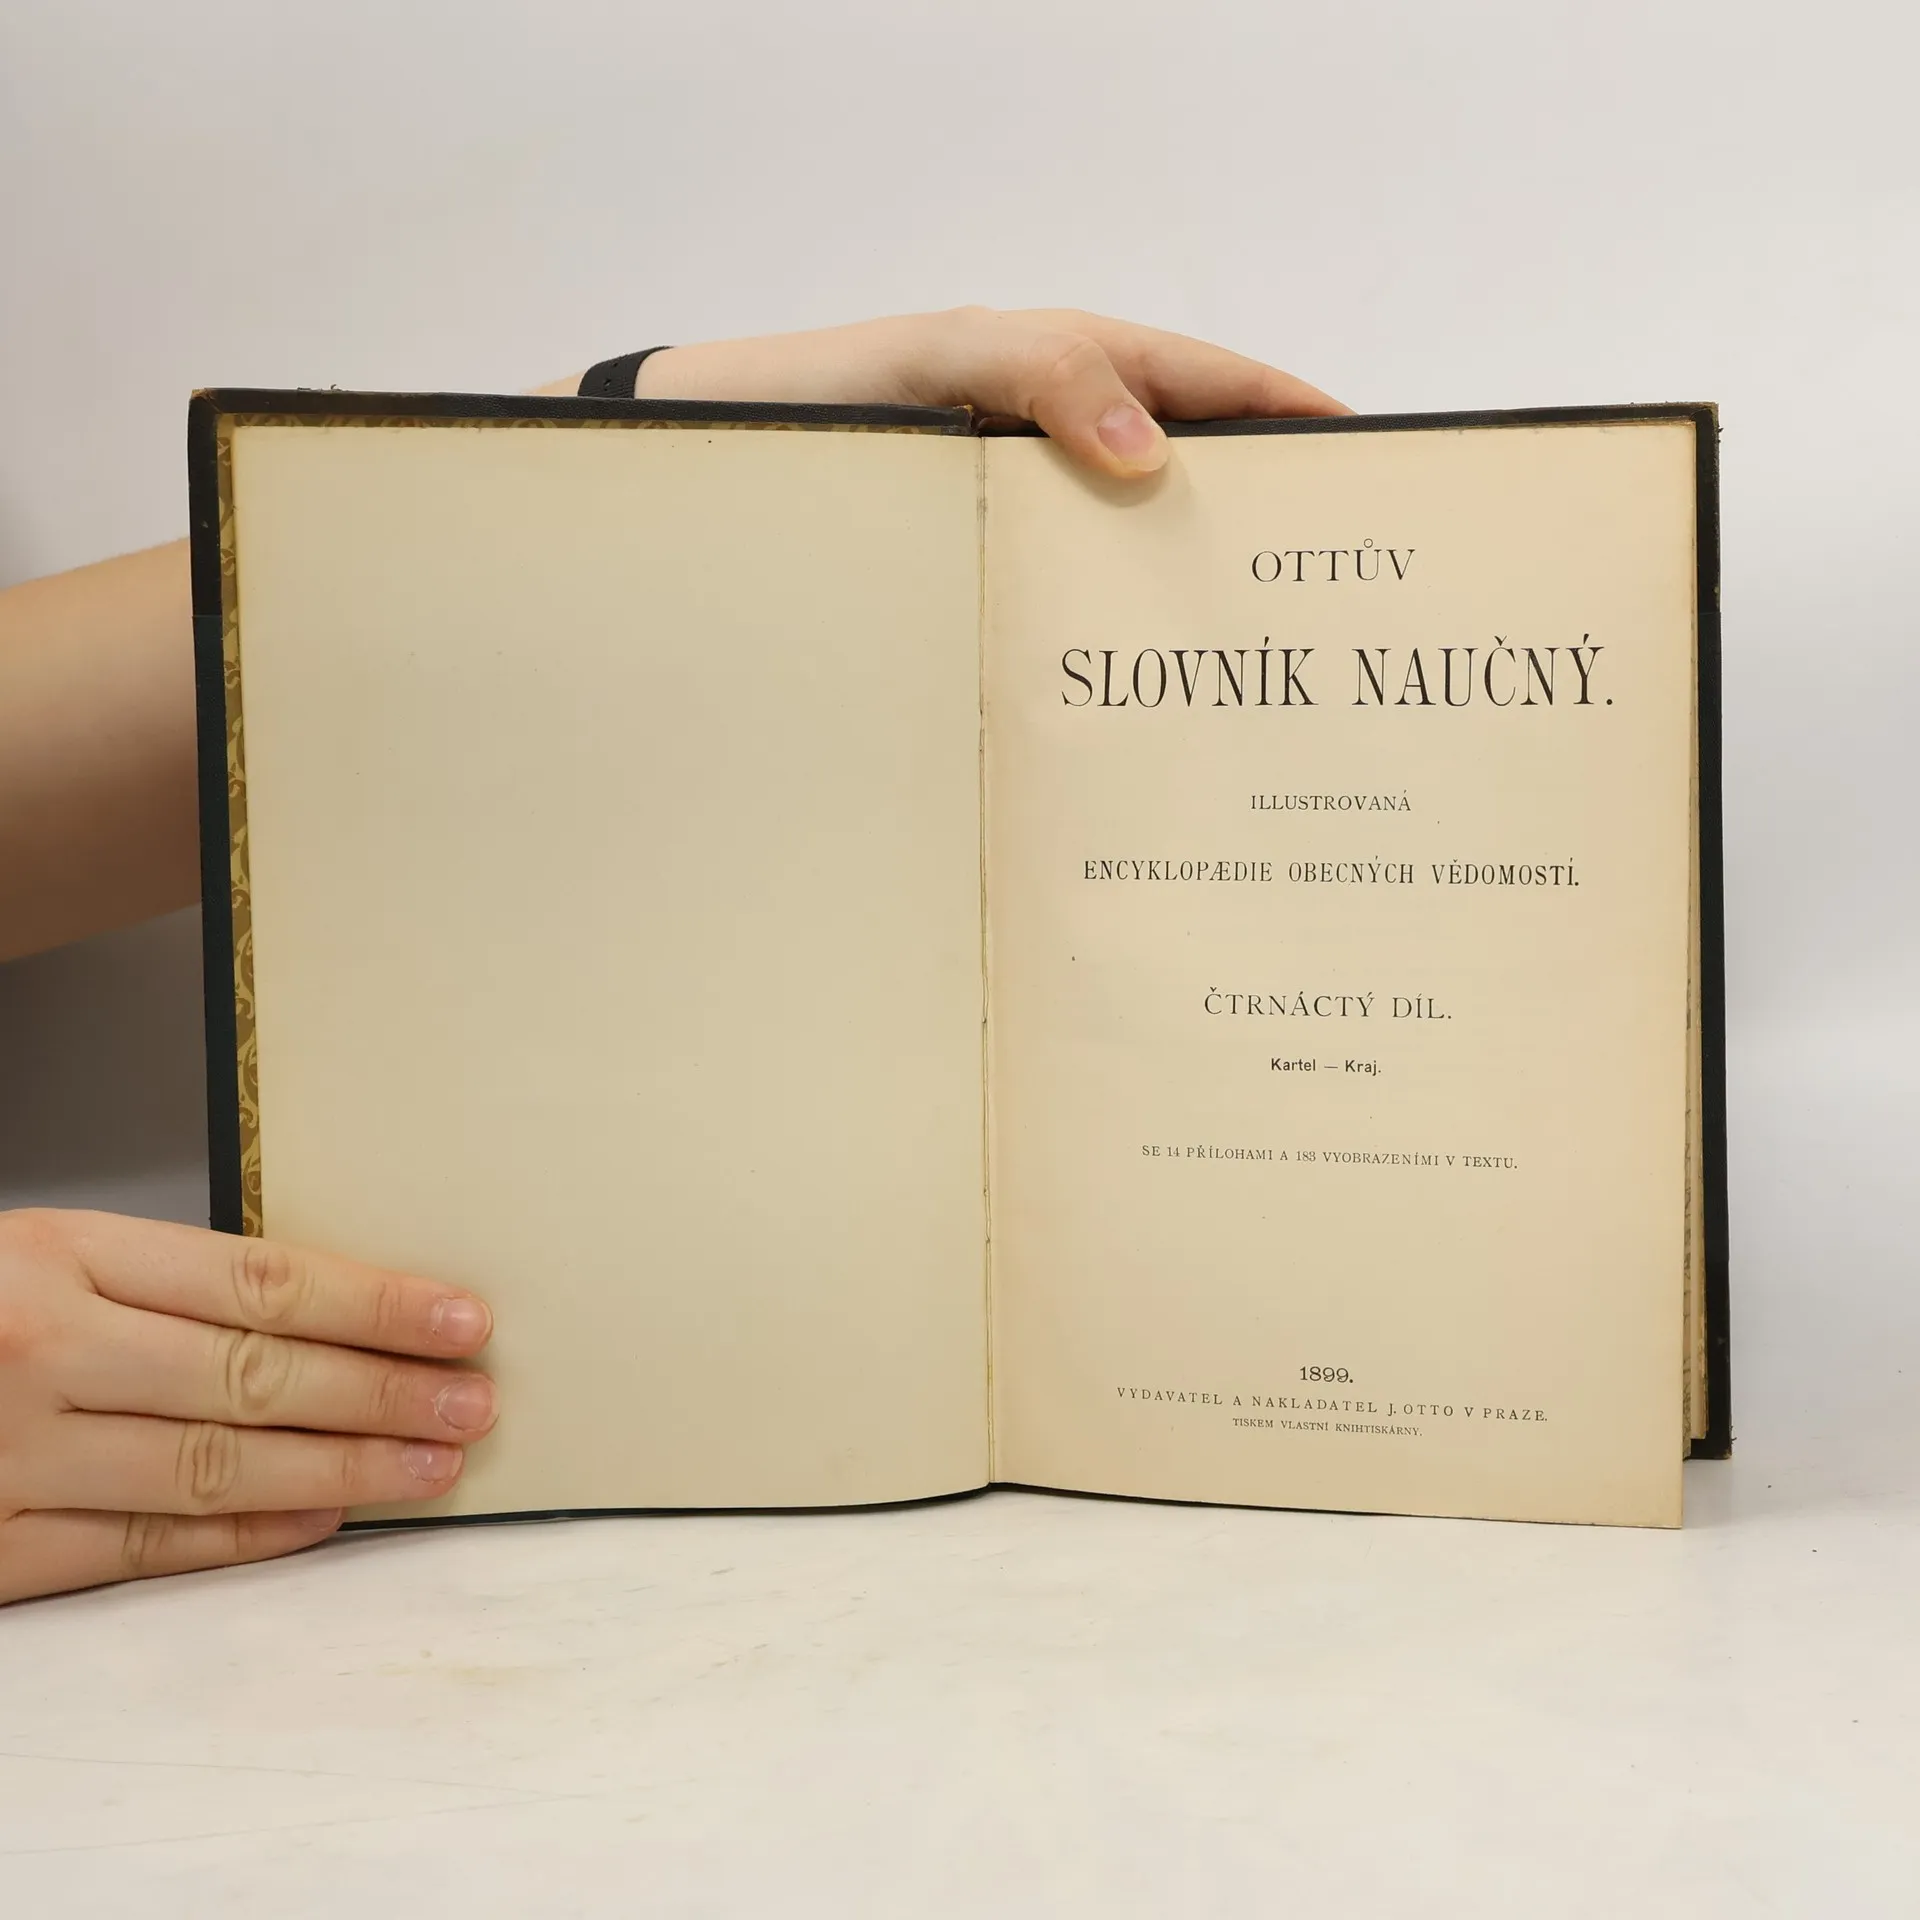 OTTŮV
SLOVNÍK NAUČNÝ.
ILLUSTROVANÁ
ENCYKLOPÆDIE OBECNÝCH VĚDOMOSTÍ.
ČTRNÁCTÝ DÍL.
Kartel — Kraj.
SE 14 PŘÍLOHAMI A 183 VYOBRAZENÍMI V TEXTU.
1899.
VYDAVATEL A NAKLADATEL J. OTTO V PRAZE.
TISKEM VLASTNÍ KNIHTISKÁRNY.